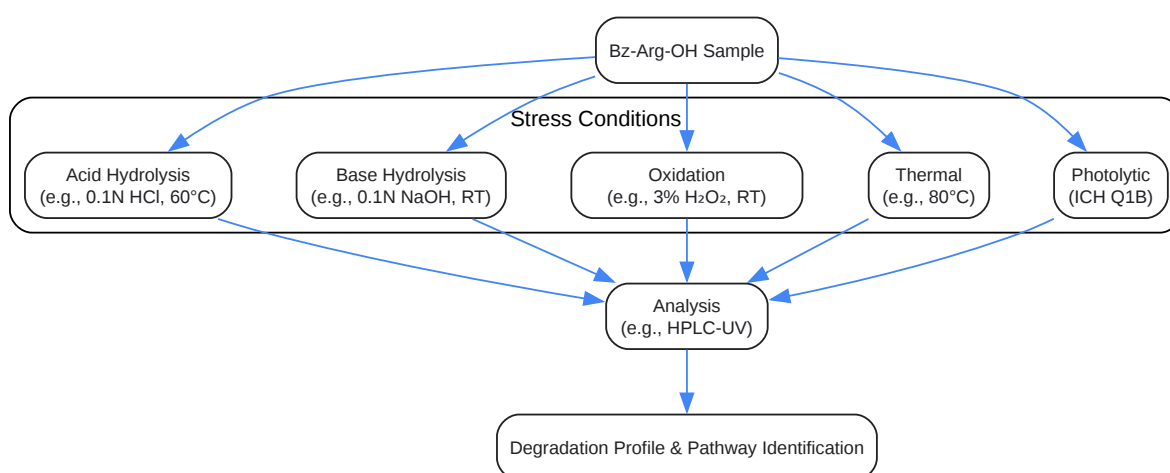 Bz-Arg-OH Sample
Stress Conditions
Acid Hydrolysis
(e.g., 0.1N HCl, 60°C)
Base Hydrolysis
(e.g., 0.1N NaOH, RT)
Oxidation
(e.g., 3% H₂O₂, RT)
Thermal
(e.g., 80°C)
Photolytic
(ICH Q1B)
Analysis
(e.g., HPLC-UV)
Degradation Profile & Pathway Identification